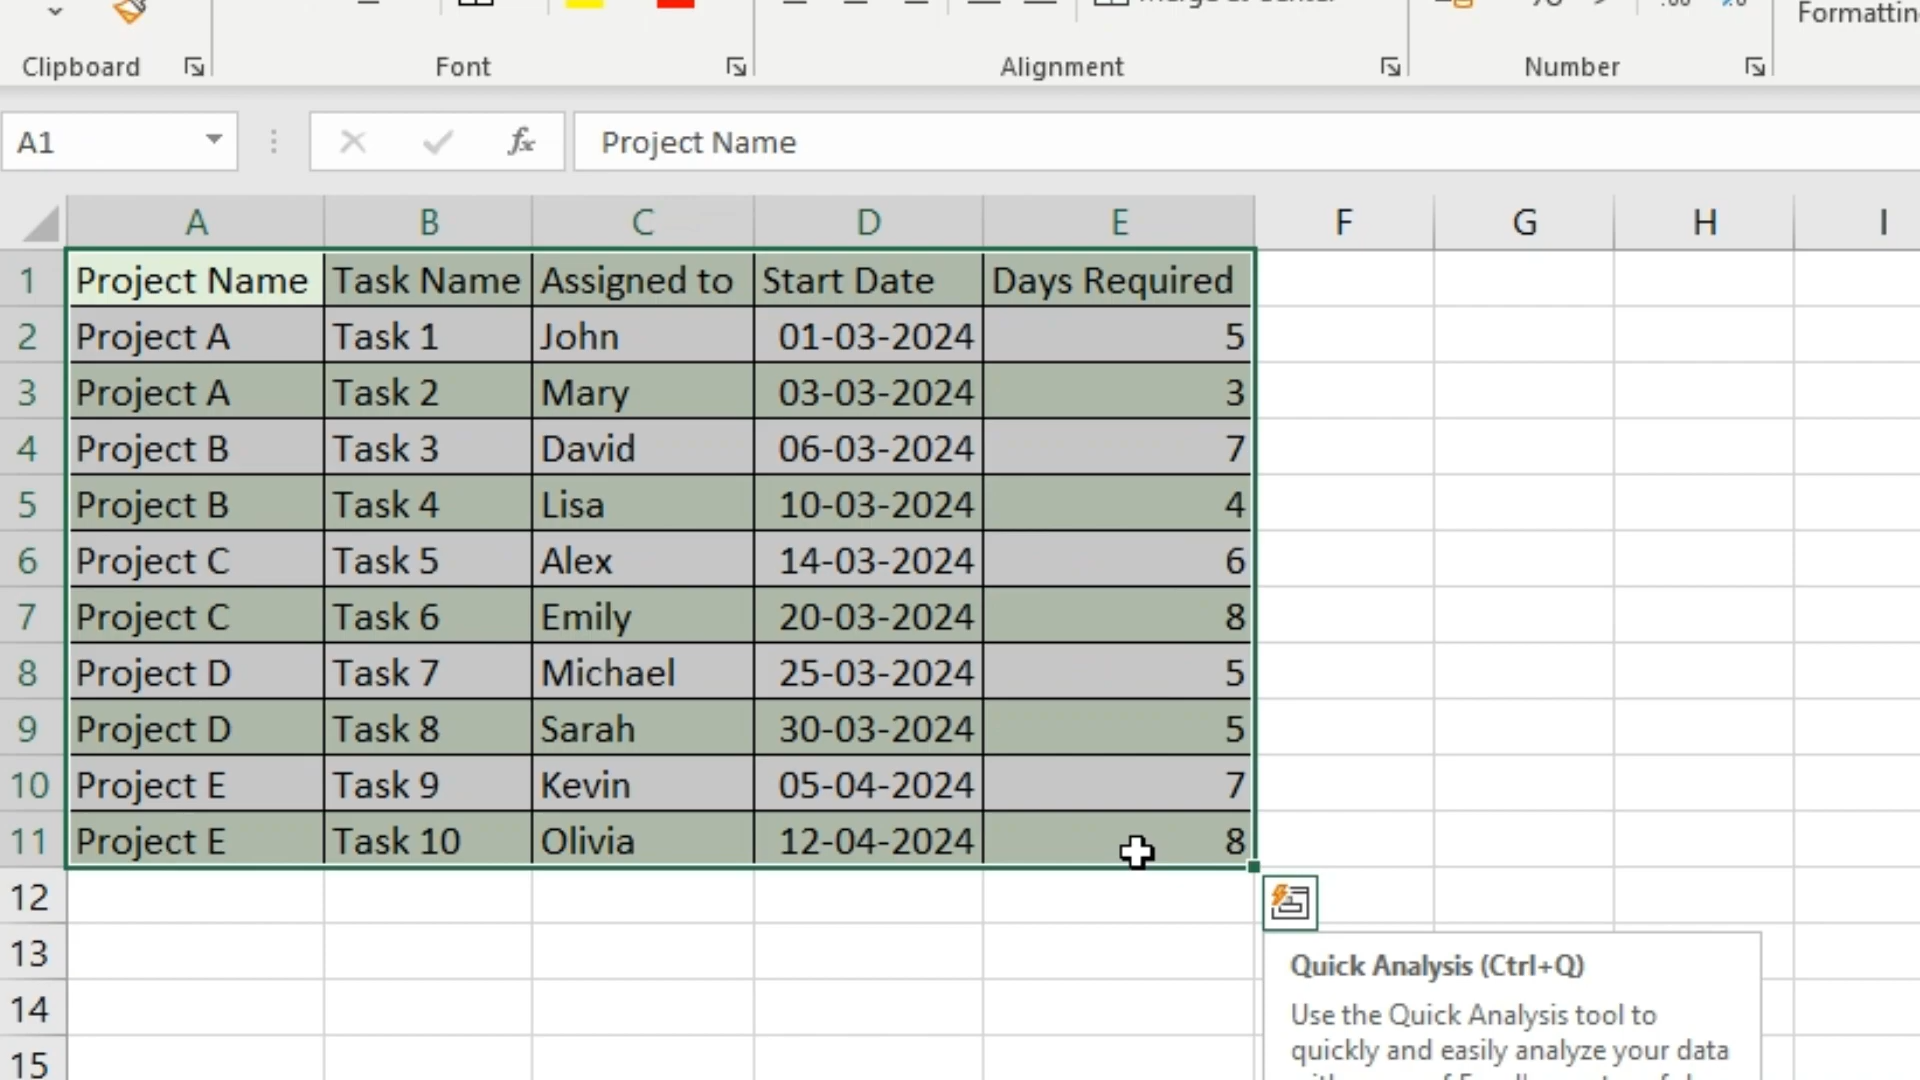 Formattin
Clipboard Font Alignment Number
A1 fx Project Name
A B C D E F G H I
1 Project Name Task Name Assigned to Start Date Days Required
2 Project A Task 1 John 01-03-2024 5
3 Project A Task 2 Mary 03-03-2024 3
4 Project B Task 3 David 06-03-2024 7
5 Project B Task 4 Lisa 10-03-2024 4
6 Project C Task 5 Alex 14-03-2024 6
7 Project C Task 6 Emily 20-03-2024 8
8 Project D Task 7 Michael 25-03-2024 5
9 Project D Task 8 Sarah 30-03-2024 5
10 Project E Task 9 Kevin 05-04-2024 7
11 Project E Task 10 Olivia 12-04-2024 8
12
13
14
15
Quick Analysis (Ctrl+Q)
Use the Quick Analysis tool to
quickly and easily analyze your data